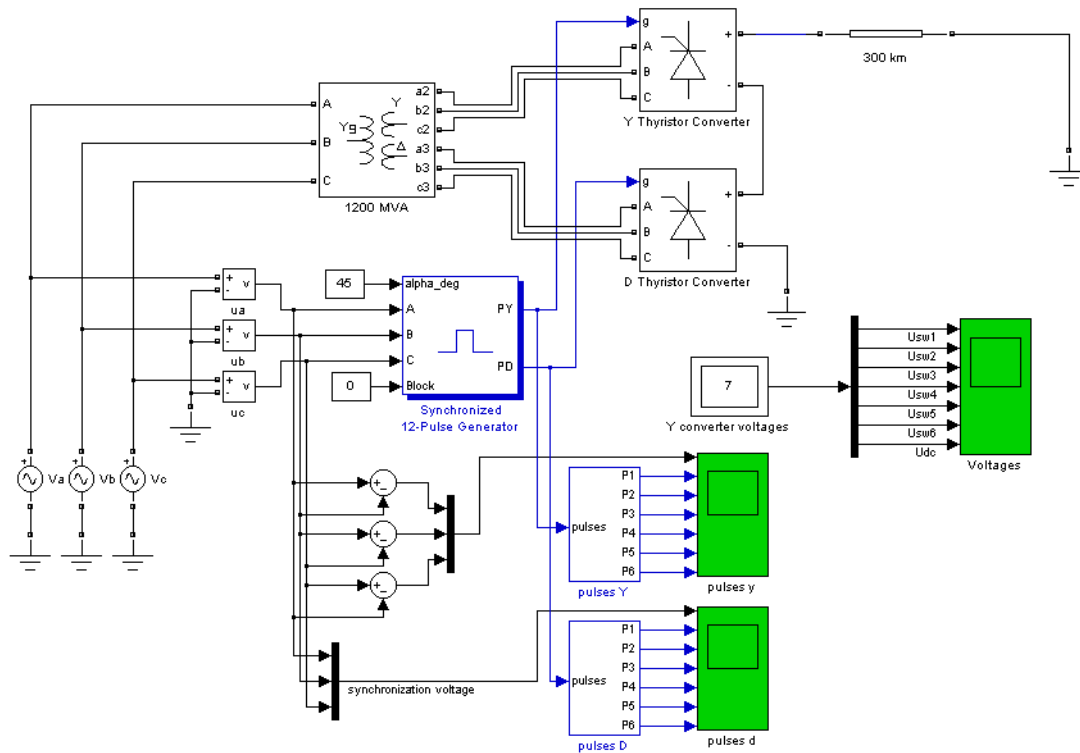 g
A
B
C
+
-
Y Thyristor Converter
300 km
A
B
C
Yg
Y
Δ
a2
b2
c2
a3
b3
c3
1200 MVA
g
A
B
C
+
-
D Thyristor Converter
+
-
v
ua
+
-
v
ub
+
-
v
uc
45
0
alpha_deg
A
B
C
Block
PY
PD
Synchronized
12-Pulse Generator
7
Y converter voltages
Usw1
Usw2
Usw3
Usw4
Usw5
Usw6
Udc
Voltages
+
Va
+
Vb
+
Vc
+
-
+
-
+
-
pulses
P1
P2
P3
P4
P5
P6
pulses Y
pulses y
synchronization voltage
pulses
P1
P2
P3
P4
P5
P6
pulses D
pulses d